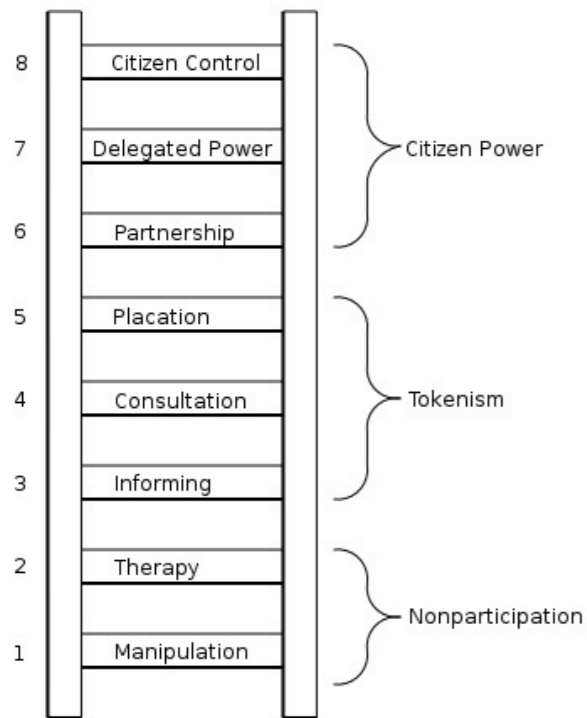 8 Citizen Control
7 Delegated Power Citizen Power
6 Partnership
5 Placation
4 Consultation Tokenism
3 Informing
2 Therapy
Nonparticipation
1 Manipulation